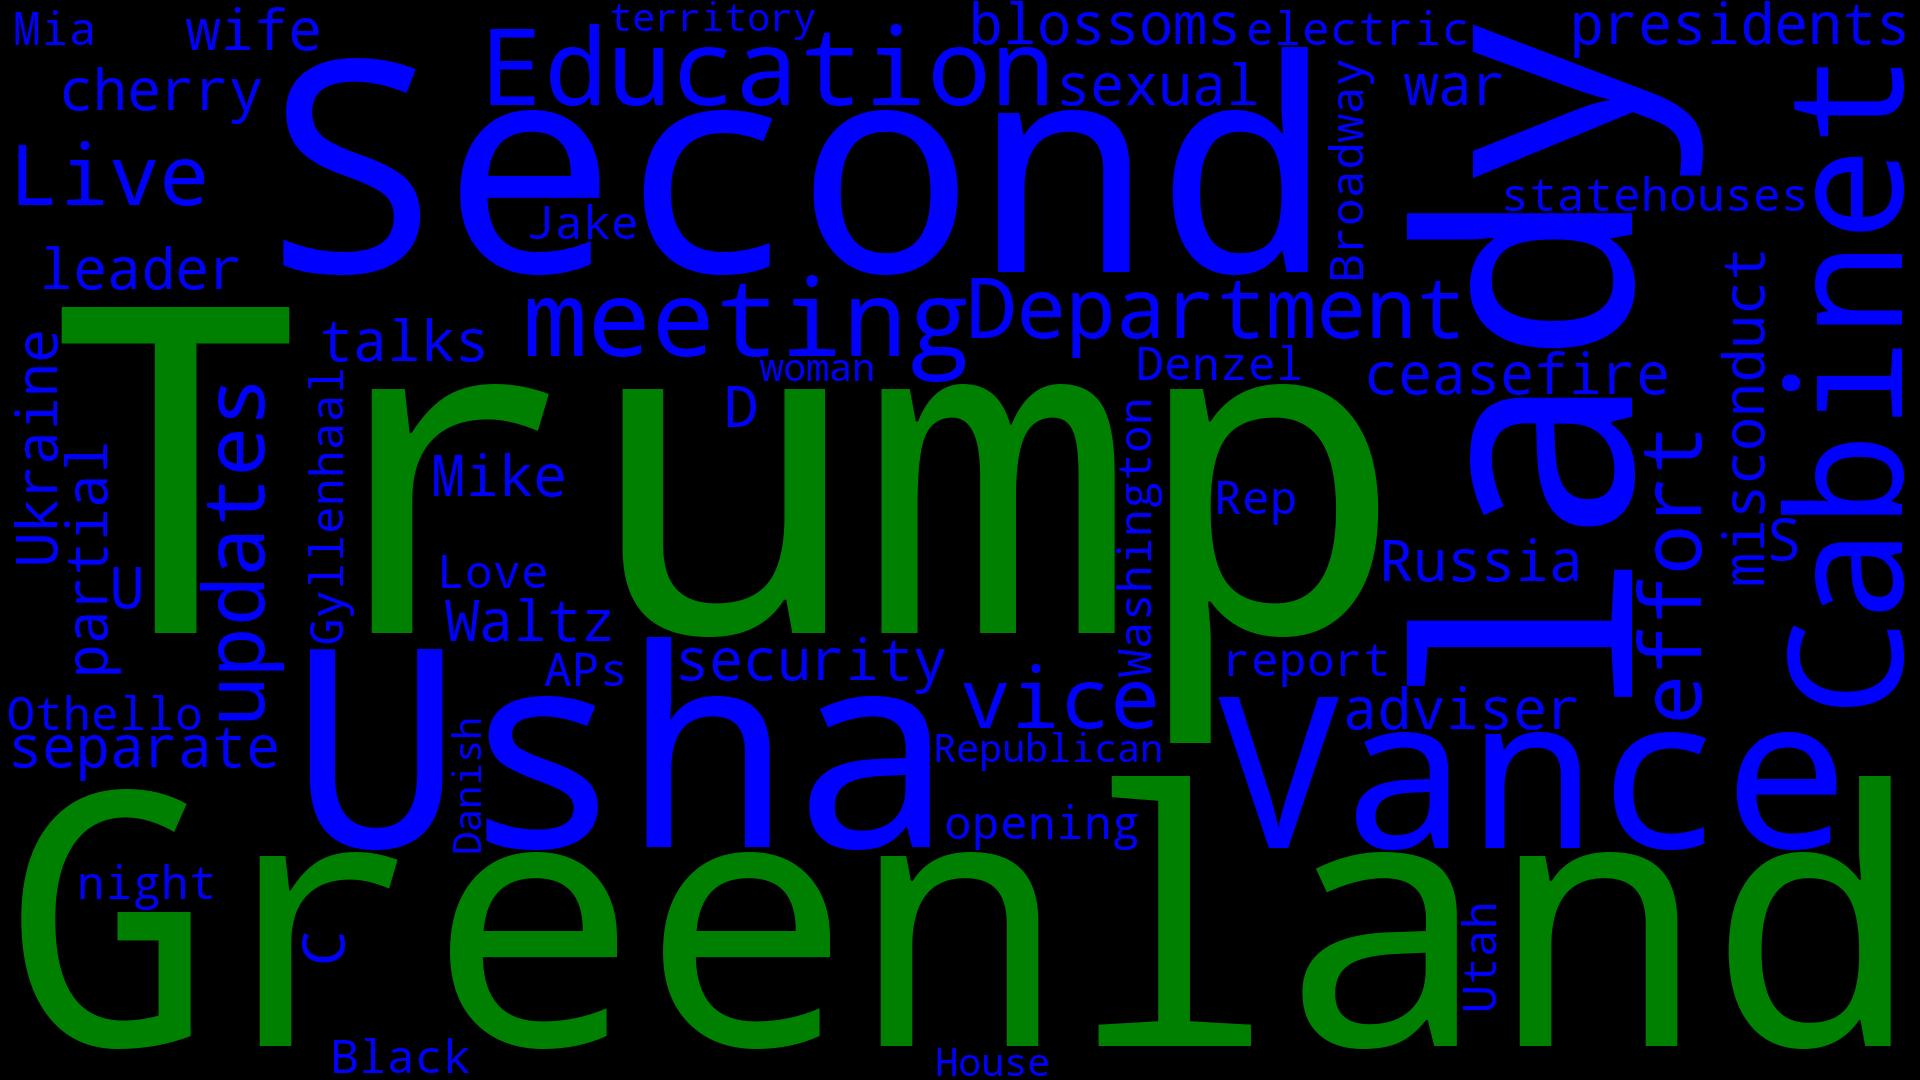 Mia
wife
territory
blossoms
electric
presidents
Education
cherry
sexual
war
Second
Live
Broadway
lady
cabinet
statehouses
Jake
leader
meeting
Department
talks
woman
Denzel
ceasefire
misconduct
Trump
Ukraine
updates
Gyllenhaal
D
Washington
effort
partial
Mike
Rep
S
Russia
U
Love
Waltz
APs
security
vice
report
Usha
Vance
adviser
Othello
separate
Danish
Republican
opening
Greenland
night
C
Utah
Black
House